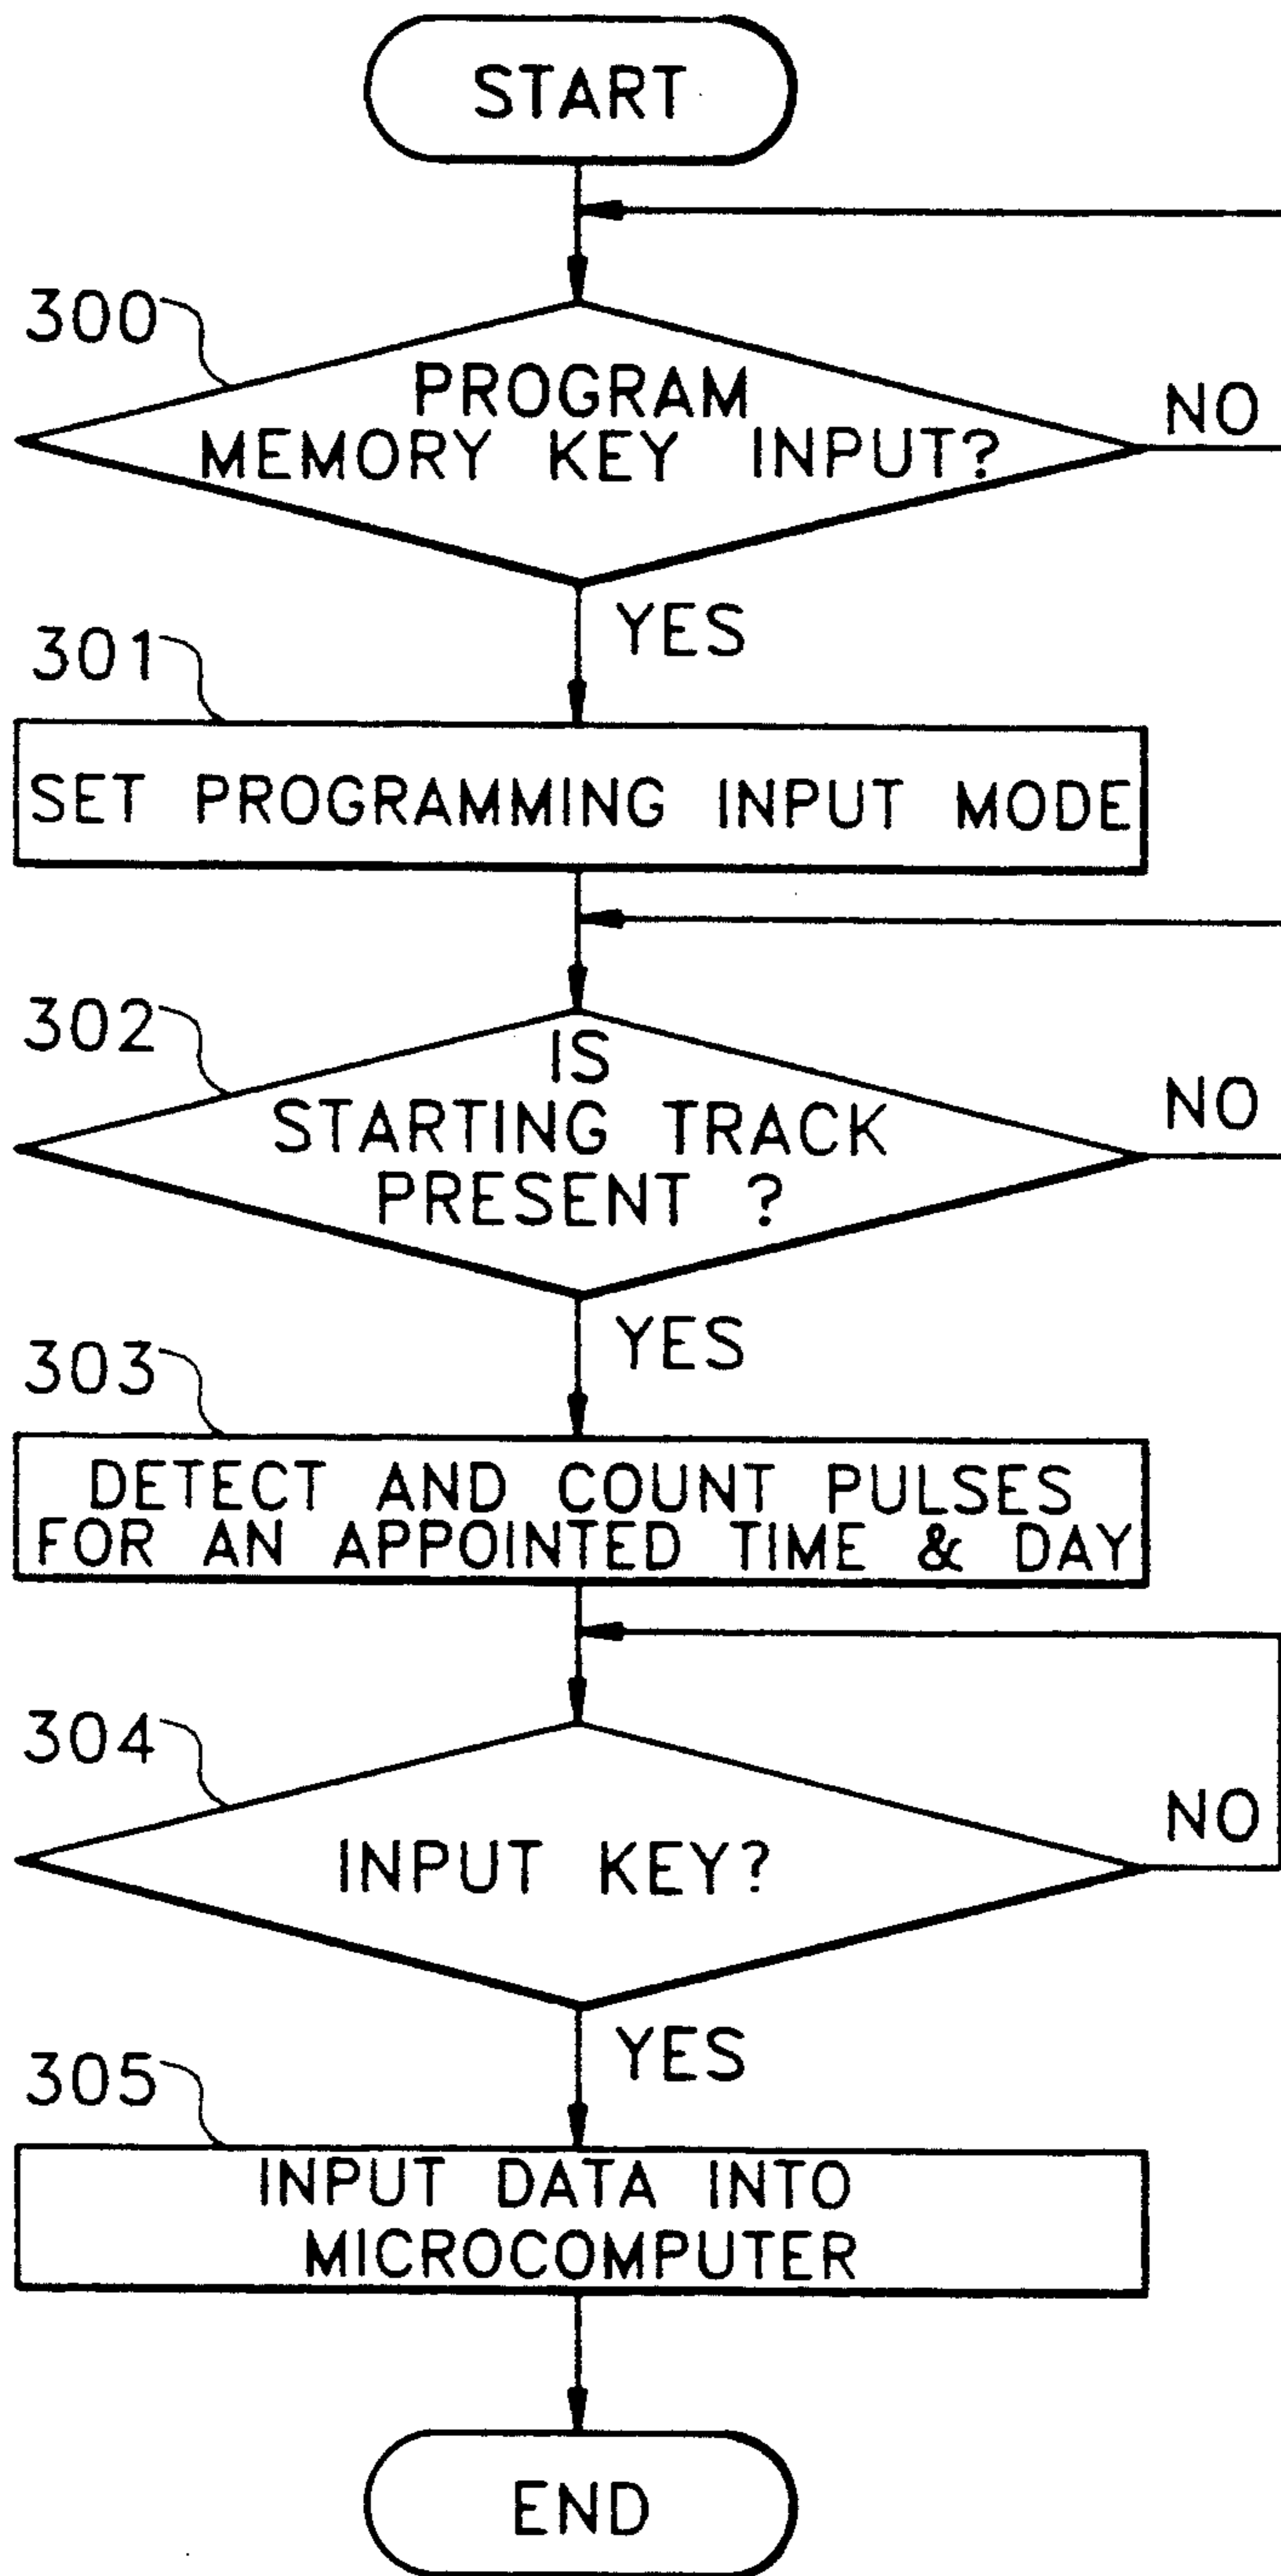 START
300
PROGRAM
MEMORY KEY INPUT?
NO
YES
301
SET PROGRAMMING INPUT MODE
302
IS
STARTING TRACK
PRESENT ?
NO
YES
303
DETECT AND COUNT PULSES
FOR AN APPOINTED TIME & DAY
304
INPUT KEY?
NO
YES
305
INPUT DATA INTO
MICROCOMPUTER
END